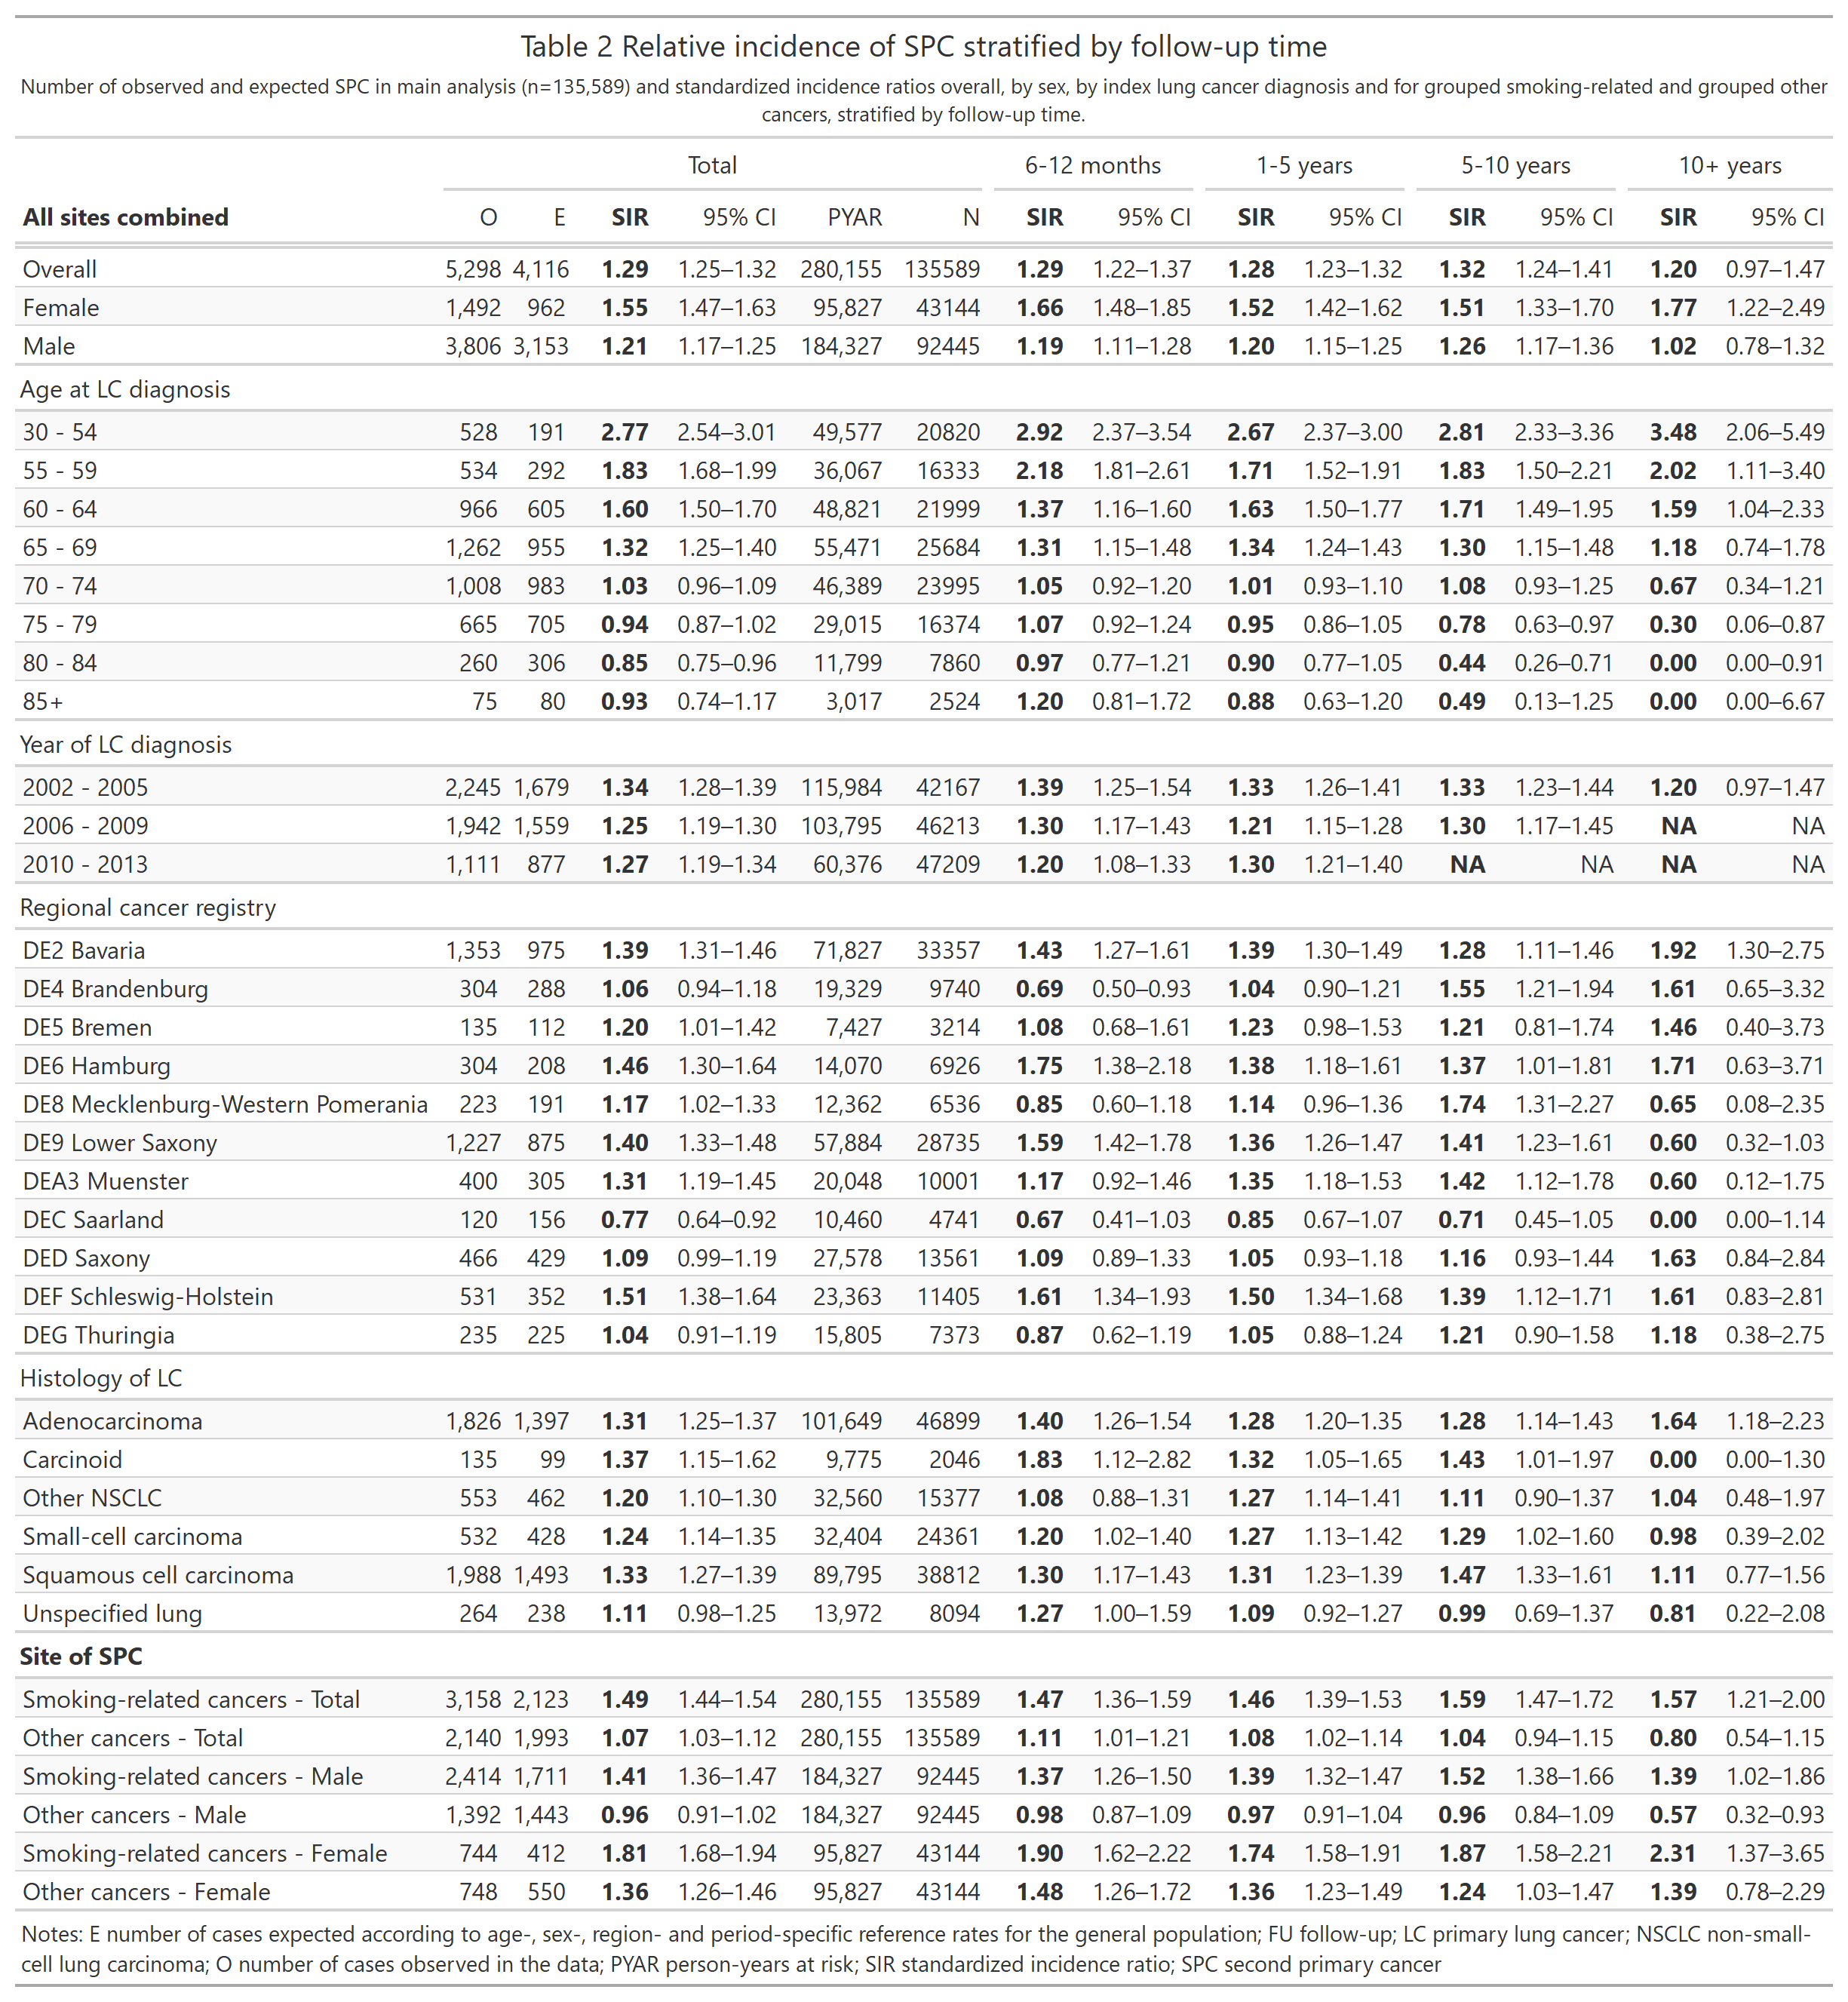 Table 2 Relative incidence of SPC stratified by follow-up time
Number of observed and expected SPC in main analysis (n=135,589) and standardized incidence ratios overall, by sex, by index lung cancer diagnosis and for grouped smoking-related and grouped other
cancers, stratified by follow-up time.
Total 6-12 months 1-5 years 5-10 years 10+ years
All sites combined O E SIR 95% CI PYAR N SIR 95% CI SIR 95% CI SIR 95% CI SIR 95% CI
Overall 5,298 4,116 1.29 1.25–1.32 280,155 135589 1.29 1.22–1.37 1.28 1.23–1.32 1.32 1.24–1.41 1.20 0.97–1.47
Female 1,492 962 1.55 1.47–1.63 95,827 43144 1.66 1.48–1.85 1.52 1.42–1.62 1.51 1.33–1.70 1.77 1.22–2.49
Male 3,806 3,153 1.21 1.17–1.25 184,327 92445 1.19 1.11–1.28 1.20 1.15–1.25 1.26 1.17–1.36 1.02 0.78–1.32
Age at LC diagnosis
30 - 54 528 191 2.77 2.54–3.01 49,577 20820 2.92 2.37–3.54 2.67 2.37–3.00 2.81 2.33–3.36 3.48 2.06–5.49
55 - 59 534 292 1.83 1.68–1.99 36,067 16333 2.18 1.81–2.61 1.71 1.52–1.91 1.83 1.50–2.21 2.02 1.11–3.40
60 - 64 966 605 1.60 1.50–1.70 48,821 21999 1.37 1.16–1.60 1.63 1.50–1.77 1.71 1.49–1.95 1.59 1.04–2.33
65 - 69 1,262 955 1.32 1.25–1.40 55,471 25684 1.31 1.15–1.48 1.34 1.24–1.43 1.30 1.15–1.48 1.18 0.74–1.78
70 - 74 1,008 983 1.03 0.96–1.09 46,389 23995 1.05 0.92–1.20 1.01 0.93–1.10 1.08 0.93–1.25 0.67 0.34–1.21
75 - 79 665 705 0.94 0.87–1.02 29,015 16374 1.07 0.92–1.24 0.95 0.86–1.05 0.78 0.63–0.97 0.30 0.06–0.87
80 - 84 260 306 0.85 0.75–0.96 11,799 7860 0.97 0.77–1.21 0.90 0.77–1.05 0.44 0.26–0.71 0.00 0.00–0.91
85+ 75 80 0.93 0.74–1.17 3,017 2524 1.20 0.81–1.72 0.88 0.63–1.20 0.49 0.13–1.25 0.00 0.00–6.67
Year of LC diagnosis
2002 - 2005 2,245 1,679 1.34 1.28–1.39 115,984 42167 1.39 1.25–1.54 1.33 1.26–1.41 1.33 1.23–1.44 1.20 0.97–1.47
2006 - 2009 1,942 1,559 1.25 1.19–1.30 103,795 46213 1.30 1.17–1.43 1.21 1.15–1.28 1.30 1.17–1.45 NA NA
2010 - 2013 1,111 877 1.27 1.19–1.34 60,376 47209 1.20 1.08–1.33 1.30 1.21–1.40 NA NA NA NA
Regional cancer registry
DE2 Bavaria 1,353 975 1.39 1.31–1.46 71,827 33357 1.43 1.27–1.61 1.39 1.30–1.49 1.28 1.11–1.46 1.92 1.30–2.75
DE4 Brandenburg 304 288 1.06 0.94–1.18 19,329 9740 0.69 0.50–0.93 1.04 0.90–1.21 1.55 1.21–1.94 1.61 0.65–3.32
DE5 Bremen 135 112 1.20 1.01–1.42 7,427 3214 1.08 0.68–1.61 1.23 0.98–1.53 1.21 0.81–1.74 1.46 0.40–3.73
DE6 Hamburg 304 208 1.46 1.30–1.64 14,070 6926 1.75 1.38–2.18 1.38 1.18–1.61 1.37 1.01–1.81 1.71 0.63–3.71
DE8 Mecklenburg-Western Pomerania 223 191 1.17 1.02–1.33 12,362 6536 0.85 0.60–1.18 1.14 0.96–1.36 1.74 1.31–2.27 0.65 0.08–2.35
DE9 Lower Saxony 1,227 875 1.40 1.33–1.48 57,884 28735 1.59 1.42–1.78 1.36 1.26–1.47 1.41 1.23–1.61 0.60 0.32–1.03
DEA3 Muenster 400 305 1.31 1.19–1.45 20,048 10001 1.17 0.92–1.46 1.35 1.18–1.53 1.42 1.12–1.78 0.60 0.12–1.75
DEC Saarland 120 156 0.77 0.64–0.92 10,460 4741 0.67 0.41–1.03 0.85 0.67–1.07 0.71 0.45–1.05 0.00 0.00–1.14
DED Saxony 466 429 1.09 0.99–1.19 27,578 13561 1.09 0.89–1.33 1.05 0.93–1.18 1.16 0.93–1.44 1.63 0.84–2.84
DEF Schleswig-Holstein 531 352 1.51 1.38–1.64 23,363 11405 1.61 1.34–1.93 1.50 1.34–1.68 1.39 1.12–1.71 1.61 0.83–2.81
DEG Thuringia 235 225 1.04 0.91–1.19 15,805 7373 0.87 0.62–1.19 1.05 0.88–1.24 1.21 0.90–1.58 1.18 0.38–2.75
Histology of LC
Adenocarcinoma 1,826 1,397 1.31 1.25–1.37 101,649 46899 1.40 1.26–1.54 1.28 1.20–1.35 1.28 1.14–1.43 1.64 1.18–2.23
Carcinoid 135 99 1.37 1.15–1.62 9,775 2046 1.83 1.12–2.82 1.32 1.05–1.65 1.43 1.01–1.97 0.00 0.00–1.30
Other NSCLC 553 462 1.20 1.10–1.30 32,560 15377 1.08 0.88–1.31 1.27 1.14–1.41 1.11 0.90–1.37 1.04 0.48–1.97
Small-cell carcinoma 532 428 1.24 1.14–1.35 32,404 24361 1.20 1.02–1.40 1.27 1.13–1.42 1.29 1.02–1.60 0.98 0.39–2.02
Squamous cell carcinoma 1,988 1,493 1.33 1.27–1.39 89,795 38812 1.30 1.17–1.43 1.31 1.23–1.39 1.47 1.33–1.61 1.11 0.77–1.56
Unspecified lung 264 238 1.11 0.98–1.25 13,972 8094 1.27 1.00–1.59 1.09 0.92–1.27 0.99 0.69–1.37 0.81 0.22–2.08
Site of SPC
Smoking-related cancers - Total 3,158 2,123 1.49 1.44–1.54 280,155 135589 1.47 1.36–1.59 1.46 1.39–1.53 1.59 1.47–1.72 1.57 1.21–2.00
Other cancers - Total 2,140 1,993 1.07 1.03–1.12 280,155 135589 1.11 1.01–1.21 1.08 1.02–1.14 1.04 0.94–1.15 0.80 0.54–1.15
Smoking-related cancers - Male 2,414 1,711 1.41 1.36–1.47 184,327 92445 1.37 1.26–1.50 1.39 1.32–1.47 1.52 1.38–1.66 1.39 1.02–1.86
Other cancers - Male 1,392 1,443 0.96 0.91–1.02 184,327 92445 0.98 0.87–1.09 0.97 0.91–1.04 0.96 0.84–1.09 0.57 0.32–0.93
Smoking-related cancers - Female 744 412 1.81 1.68–1.94 95,827 43144 1.90 1.62–2.22 1.74 1.58–1.91 1.87 1.58–2.21 2.31 1.37–3.65
Other cancers - Female 748 550 1.36 1.26–1.46 95,827 43144 1.48 1.26–1.72 1.36 1.23–1.49 1.24 1.03–1.47 1.39 0.78–2.29
Notes: E number of cases expected according to age-, sex-, region- and period-specific reference rates for the general population; FU follow-up; LC primary lung cancer; NSCLC non-small-
cell lung carcinoma; O number of cases observed in the data; PYAR person-years at risk; SIR standardized incidence ratio; SPC second primary cancer